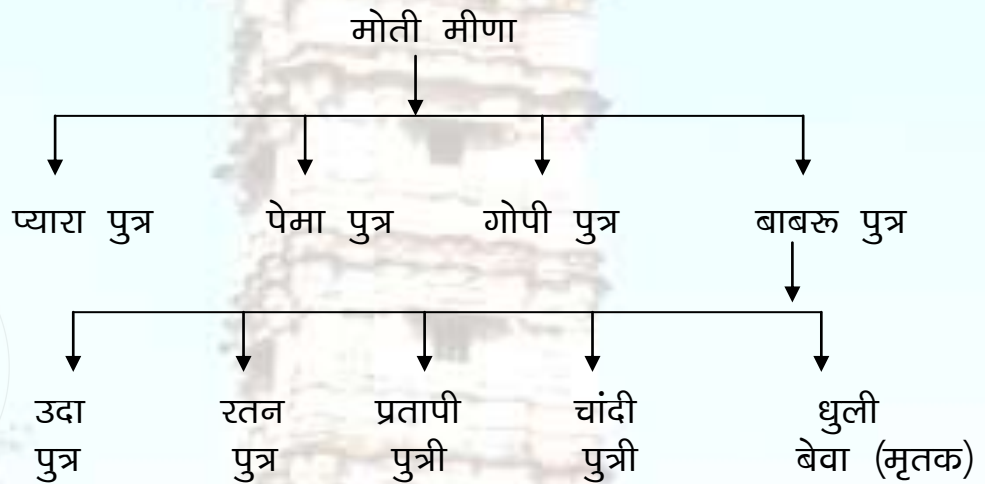 मोती मीणा
प्यारा पुत्र पेमा पुत्र गोपी पुत्र बाबरू पुत्र
उदा रतन प्रतापी चांदी धुली
पुत्र पुत्र पुत्री पुत्री बेवा (मृतक)